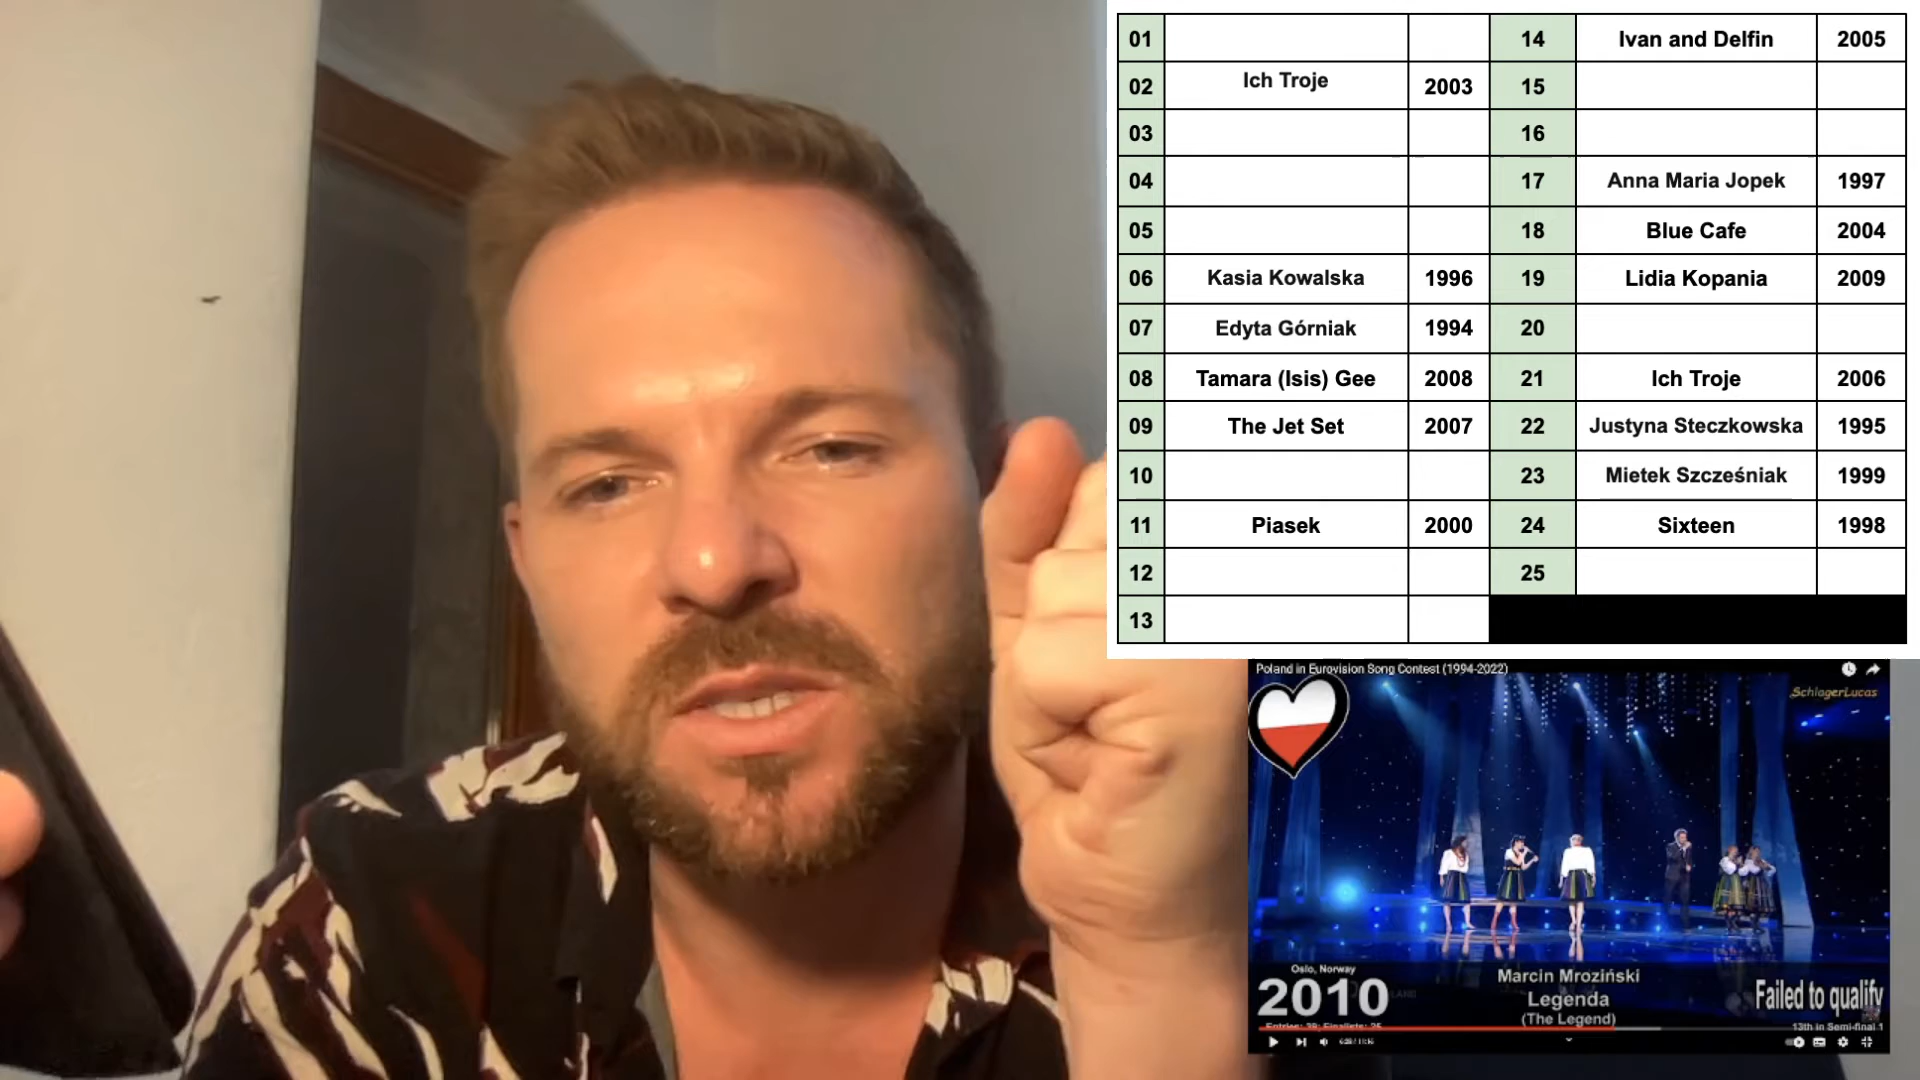 01
02 Ich Troje 2003
03
04
05
06 Kasia Kowalska 1996
07 Edyta Górniak 1994
08 Tamara (Isis) Gee 2008
09 The Jet Set 2007
10
11 Piasek 2000
12
13
14 Ivan and Delfin 2005
15
16
17 Anna Maria Jopek 1997
18 Blue Cafe 2004
19 Lidia Kopania 2009
20
21 Ich Troje 2006
22 Justyna Steczkowska 1995
23 Mietek Szcześniak 1999
24 Sixteen 1998
25
Poland in Eurovision Song Contest (1994-2022)
SchlagerLucas
Oslo, Norway
2010
Marcin Mroziński
Legenda
(The Legend)
Failed to qualify
Entries: 39; Finalists: 25
13th in Semi-final 1